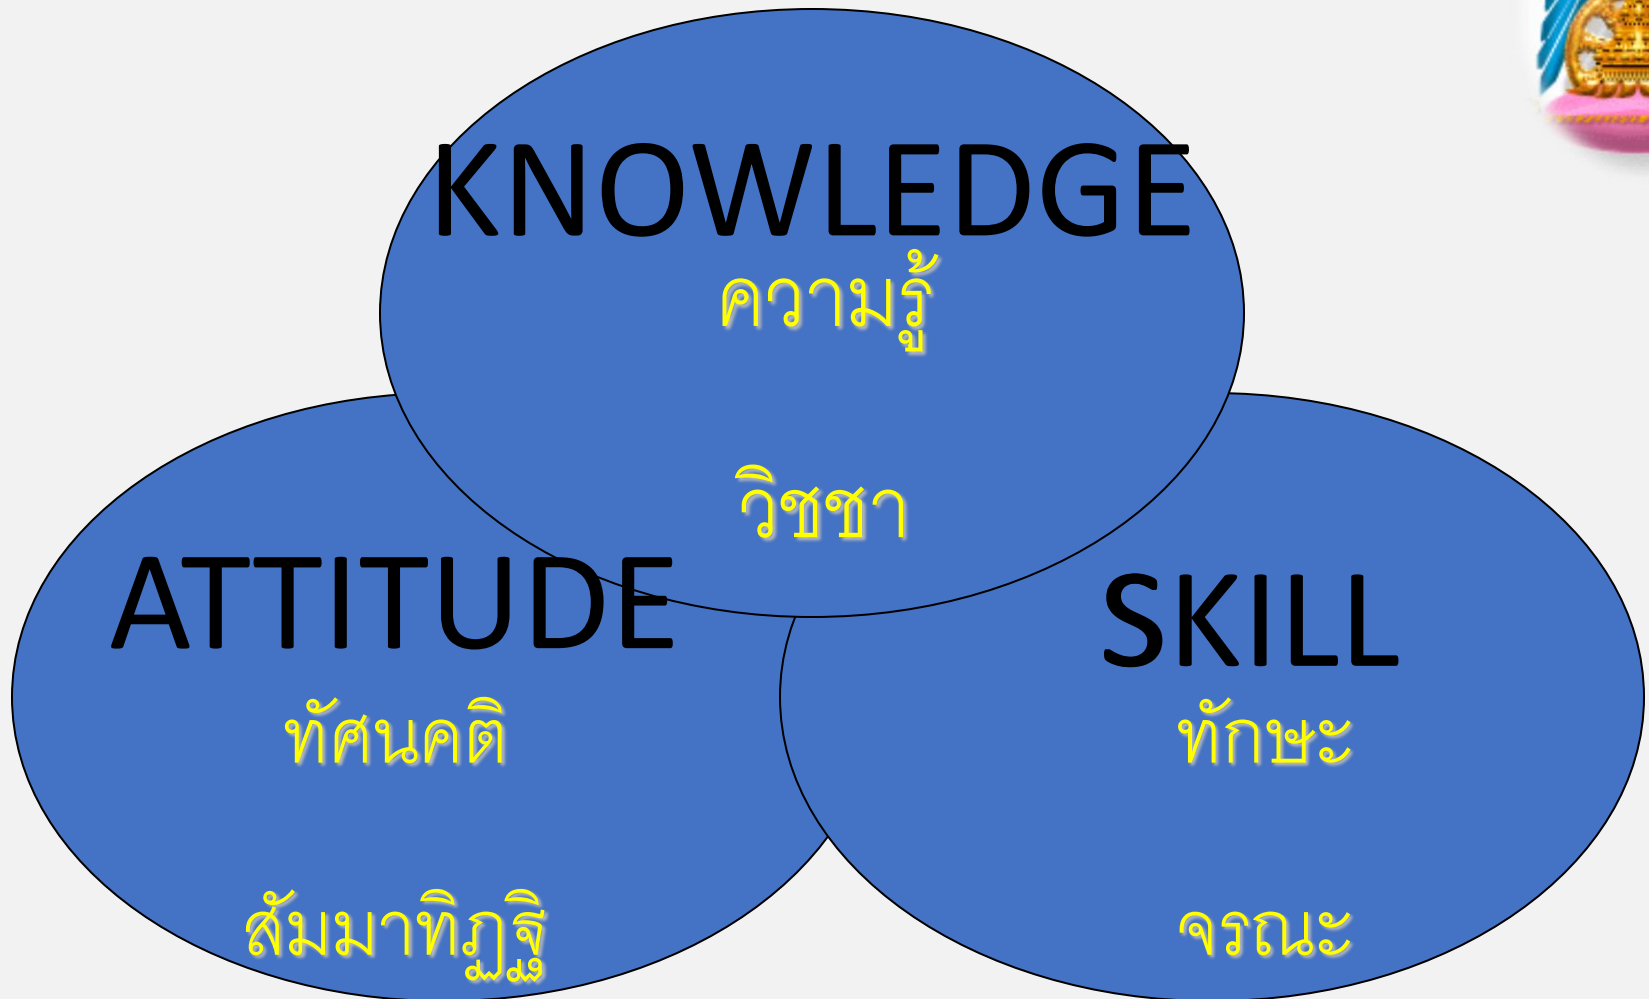 KNOWLEDGE
ความรู้
วิชชา
ATTITUDE
ทัศนคติ
สัมมาทิฏฐิ
SKILL
ทักษะ
จรณะ